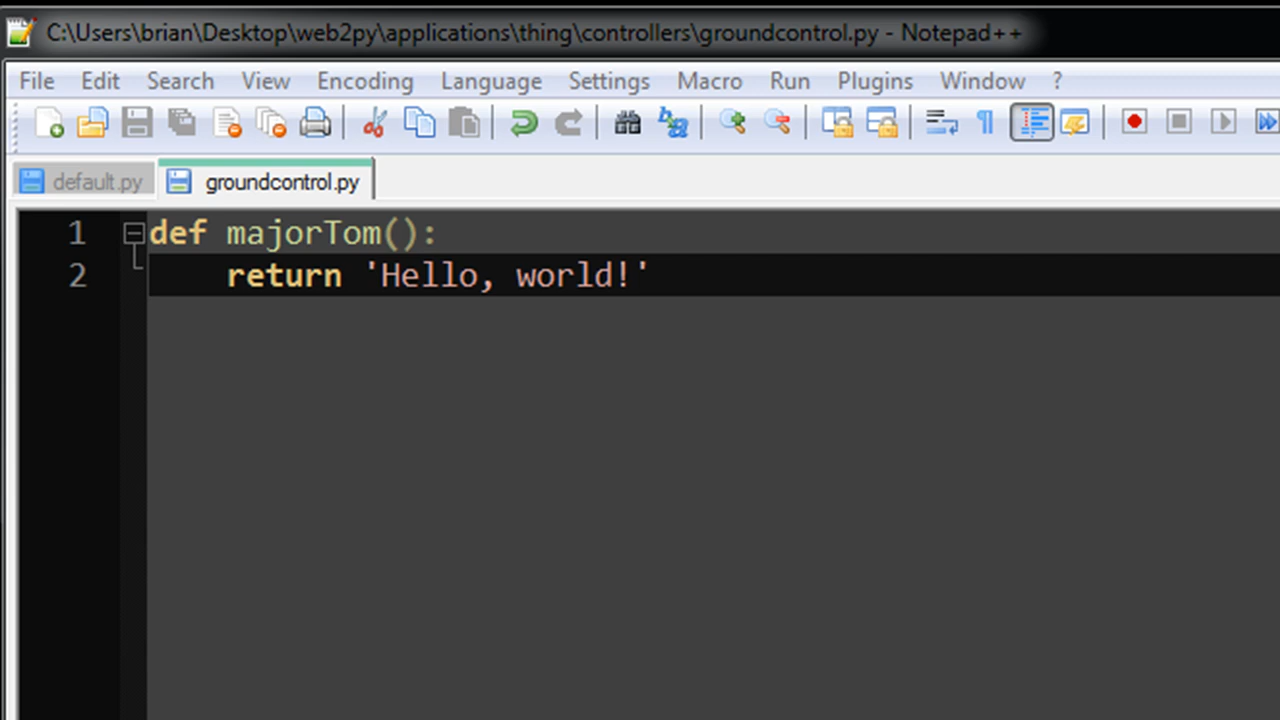 C:\Users\brian\Desktop\web2py\applications\thing\controllers\groundcontrol.py - Notepad++
File Edit Search View Encoding Language Settings Macro Run Plugins Window ?
default.py groundcontrol.py
1 def majorTom():
2 return 'Hello, world!'